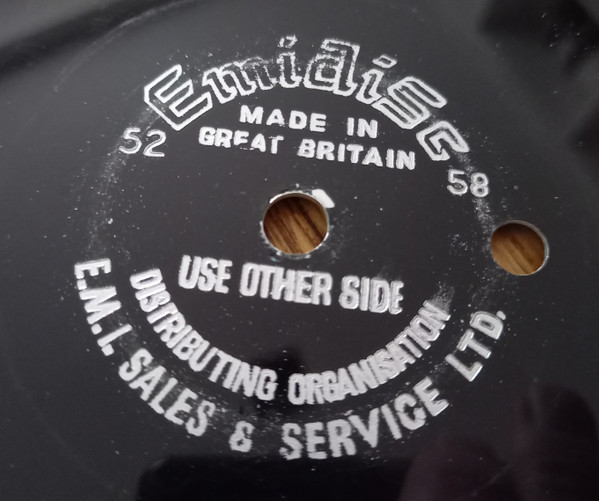 Emidisc
MADE IN
GREAT BRITAIN
52
58
USE OTHER SIDE
DISTRIBUTING ORGANISATION
E.M.I. SALES & SERVICE LTD.